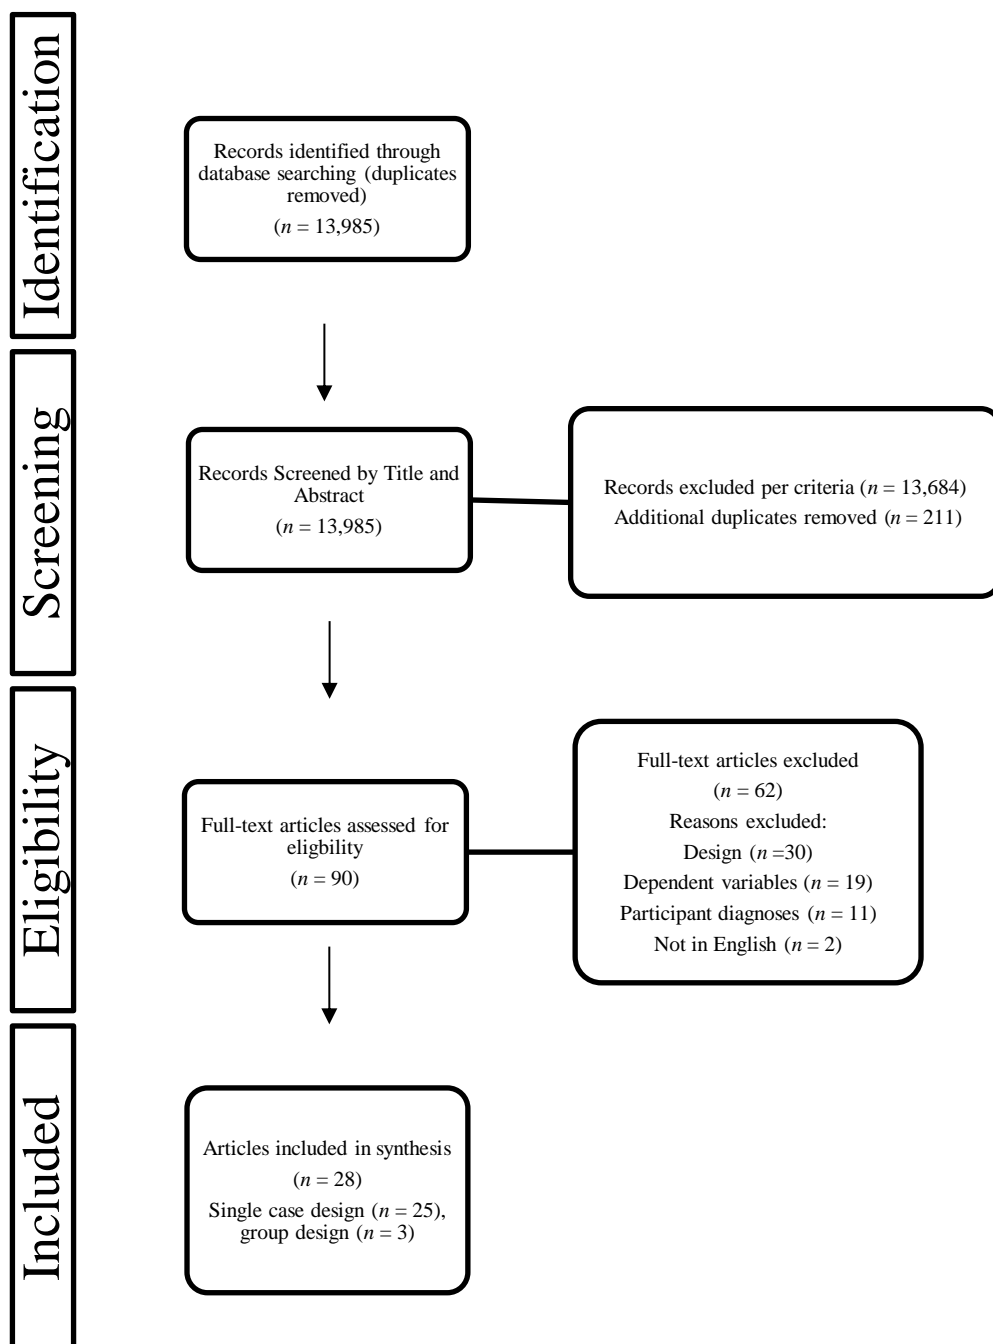 Identification
Records identified through
database searching (duplicates
removed)
(n = 13,985)
Screening
Records Screened by Title and
Abstract
(n = 13,985)
Records excluded per criteria (n = 13,684)
Additional duplicates removed (n = 211)
Eligibility
Full-text articles assessed for
eligbility
(n = 90)
Full-text articles excluded
(n = 62)
Reasons excluded:
Design (n =30)
Dependent variables (n = 19)
Participant diagnoses (n = 11)
Not in English (n = 2)
Included
Articles included in synthesis
(n = 28)
Single case design (n = 25),
group design (n = 3)